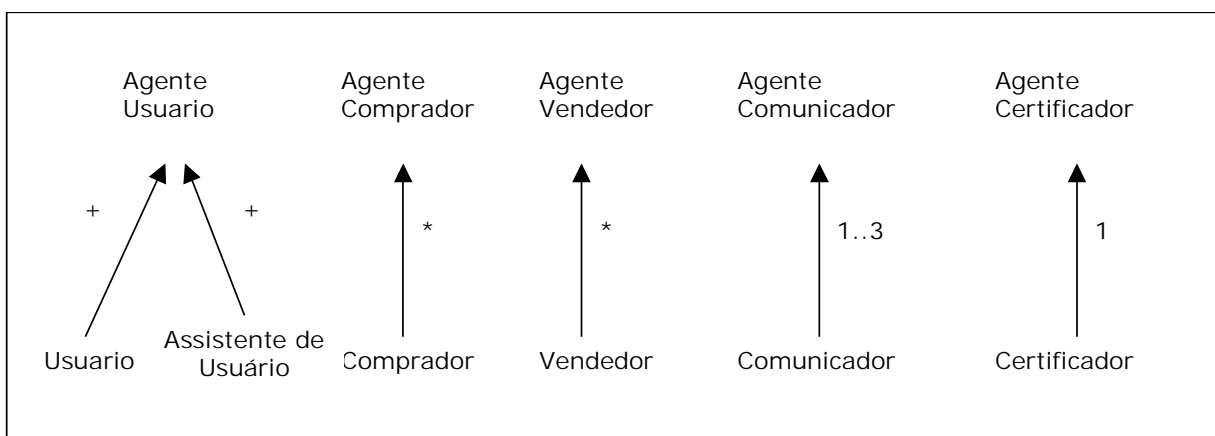 Agente
Usuario
Agente
Comprador
Agente
Vendedor
Agente
Comunicador
Agente
Certificador
+
+
*
*
1..3
1
Usuario
Assistente de
Usuário
Comprador
Vendedor
Comunicador
Certificador